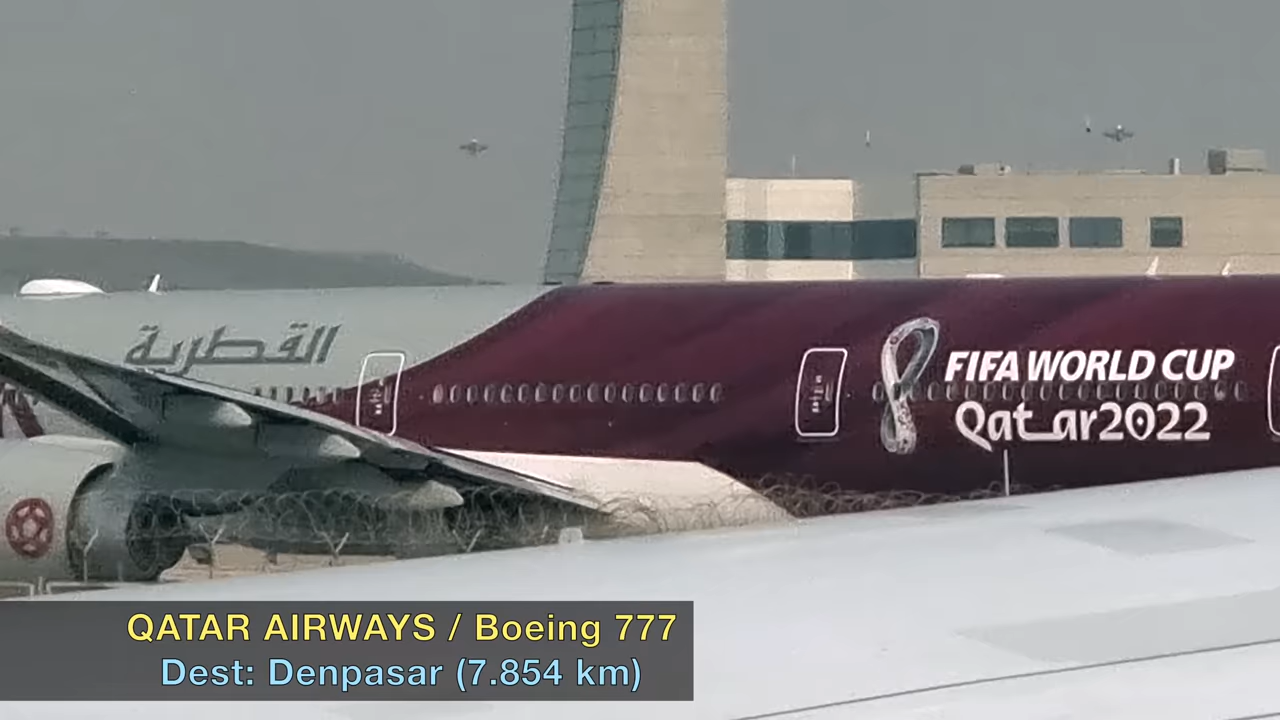 القطرية
FIFA WORLD CUP
Qatar2022
QATAR AIRWAYS / Boeing 777
Dest: Denpasar (7.854 km)